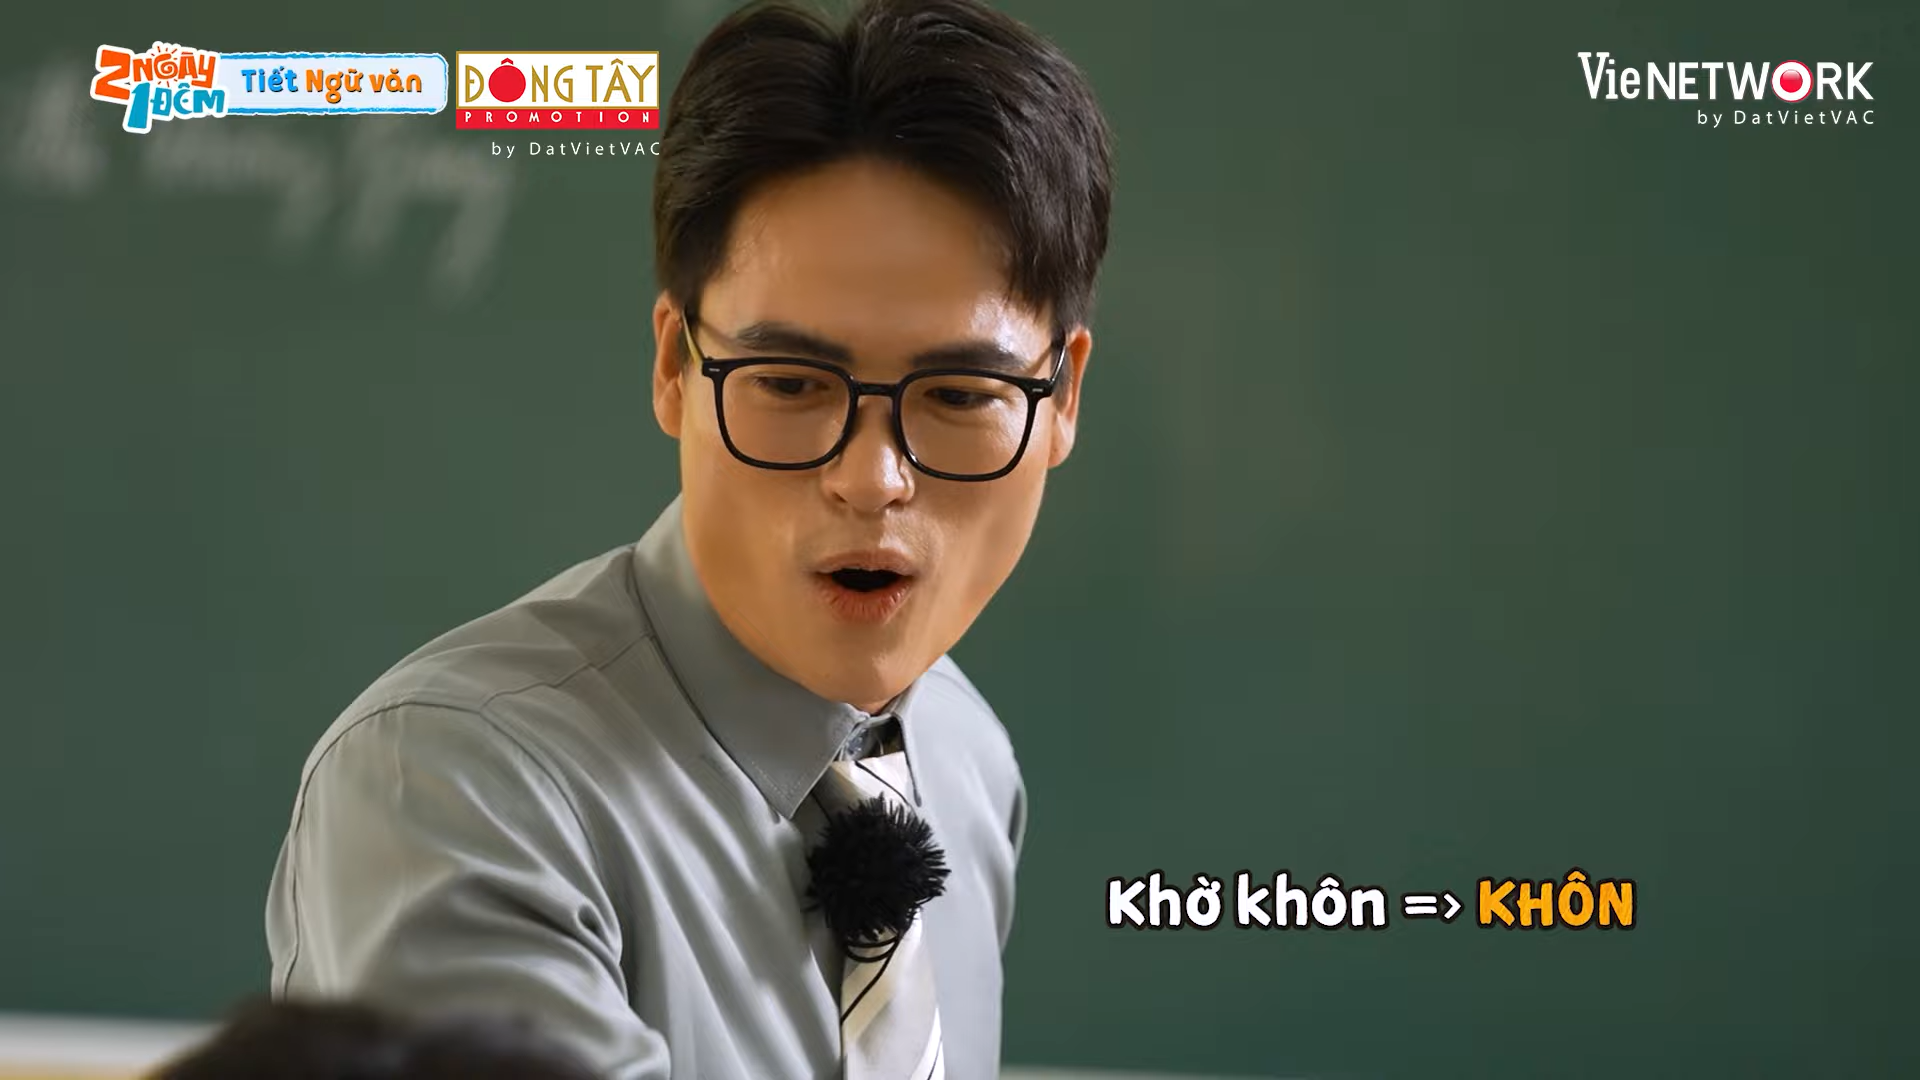 2 NGÀY 1 ĐÊM
Tiết Ngữ văn
ĐÔNG TÂY
PROMOTION
by DatVietVAC
VieNETWORK
by DatVietVAC
Khờ khôn => KHÔN